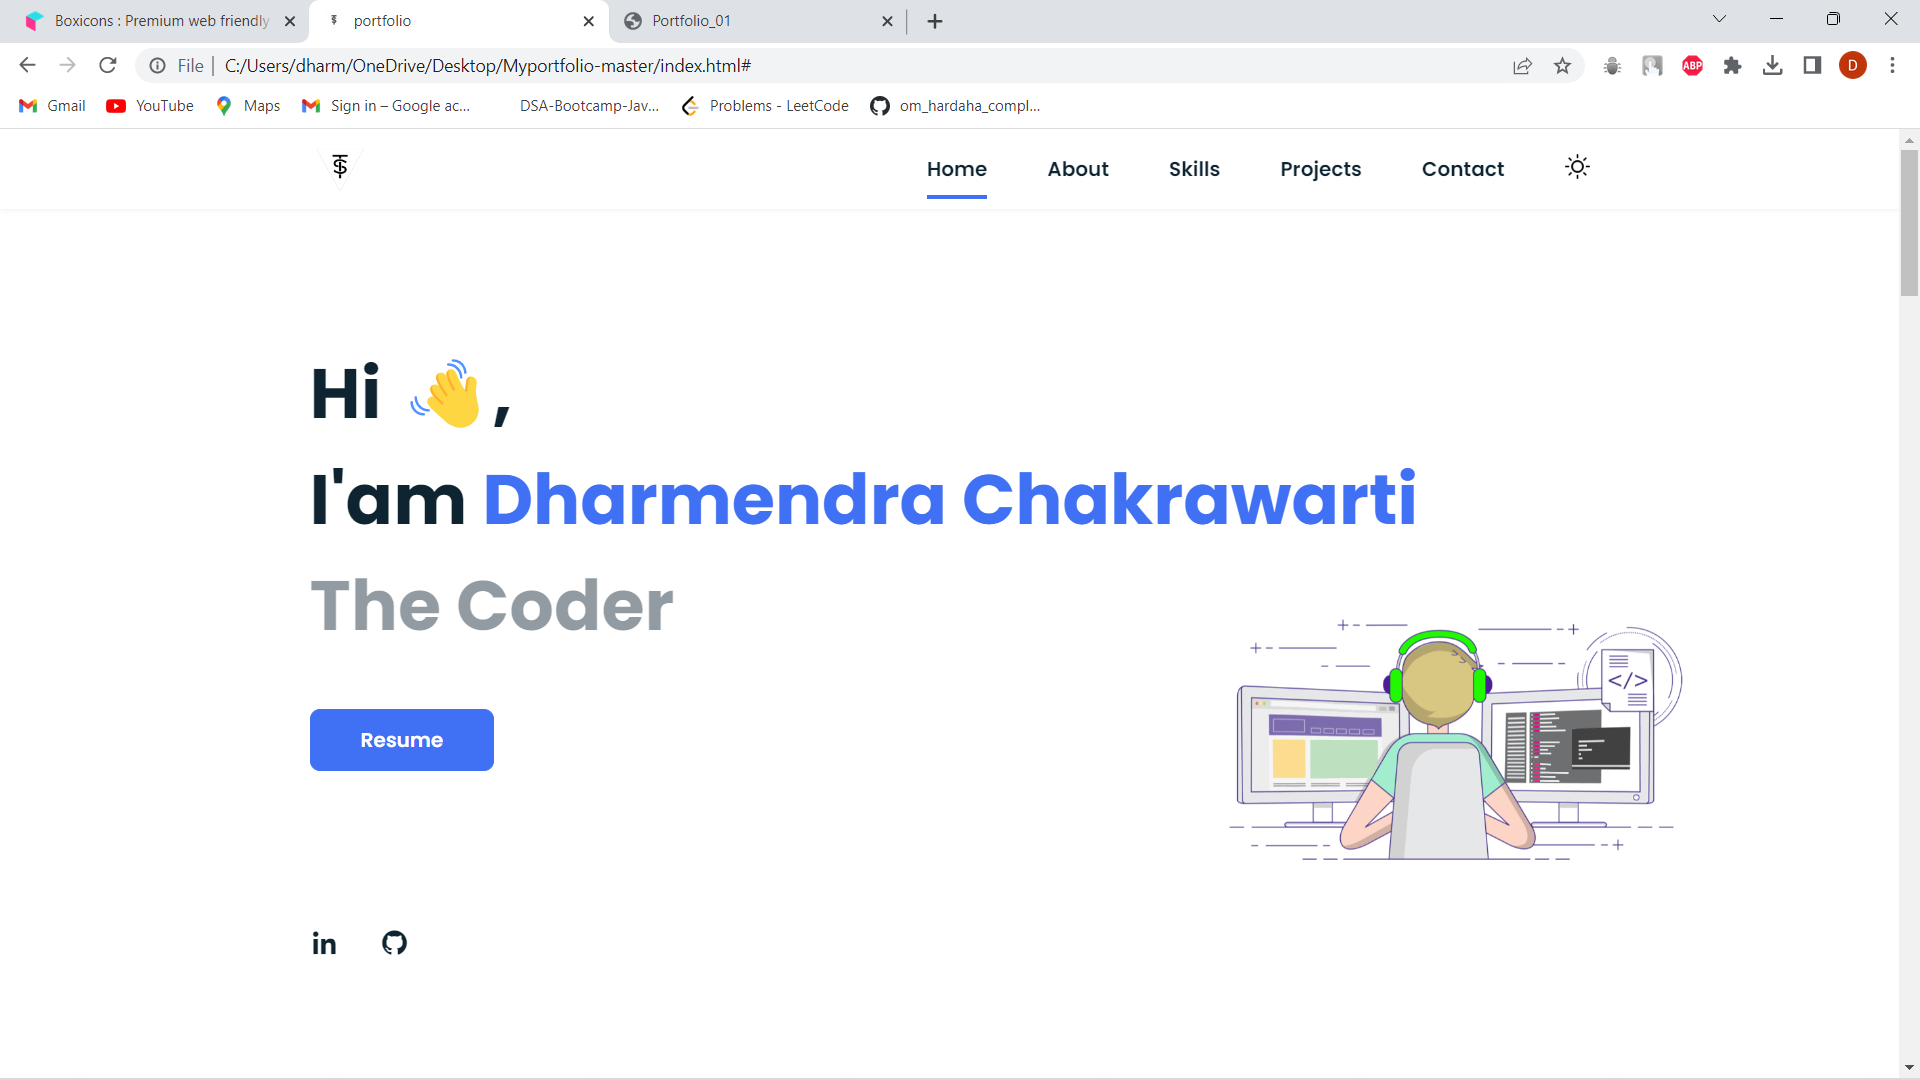 Boxicons : Premium web friendly
portfolio
Portfolio_01
File
C:/Users/dharm/OneDrive/Desktop/Myportfolio-master/index.html#
ABP
D
Gmail
YouTube
Maps
Sign in – Google ac...
DSA-Bootcamp-Jav...
Problems - LeetCode
om_hardaha_compl...
Home
About
Skills
Projects
Contact
Hi 👋,
I'am Dharmendra Chakrawarti
The Coder
</>
Resume
in